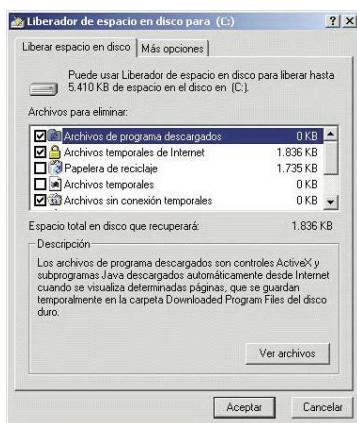 Liberador de espacio en disco para (C:)
Liberar espacio en disco
Más opciones
Puede usar Liberador de espacio en disco para liberar hasta
5.410 KB de espacio en el disco en (C:).
Archivos para eliminar:
Archivos de programa descargados 0 KB
Archivos temporales de Internet 1.836 KB
Papelera de reciclaje 1.735 KB
Archivos temporales 0 KB
Archivos sin conexión temporales 0 KB
Espacio total en disco que recuperará: 1.836 KB
Descripción
Los archivos de programa descargados son controles ActiveX y
subprogramas Java descargados automáticamente desde Internet
cuando se visualiza determinadas páginas, que se guardan
temporalmente en la carpeta Downloaded Program Files del disco
duro.
Ver archivos
Aceptar
Cancelar